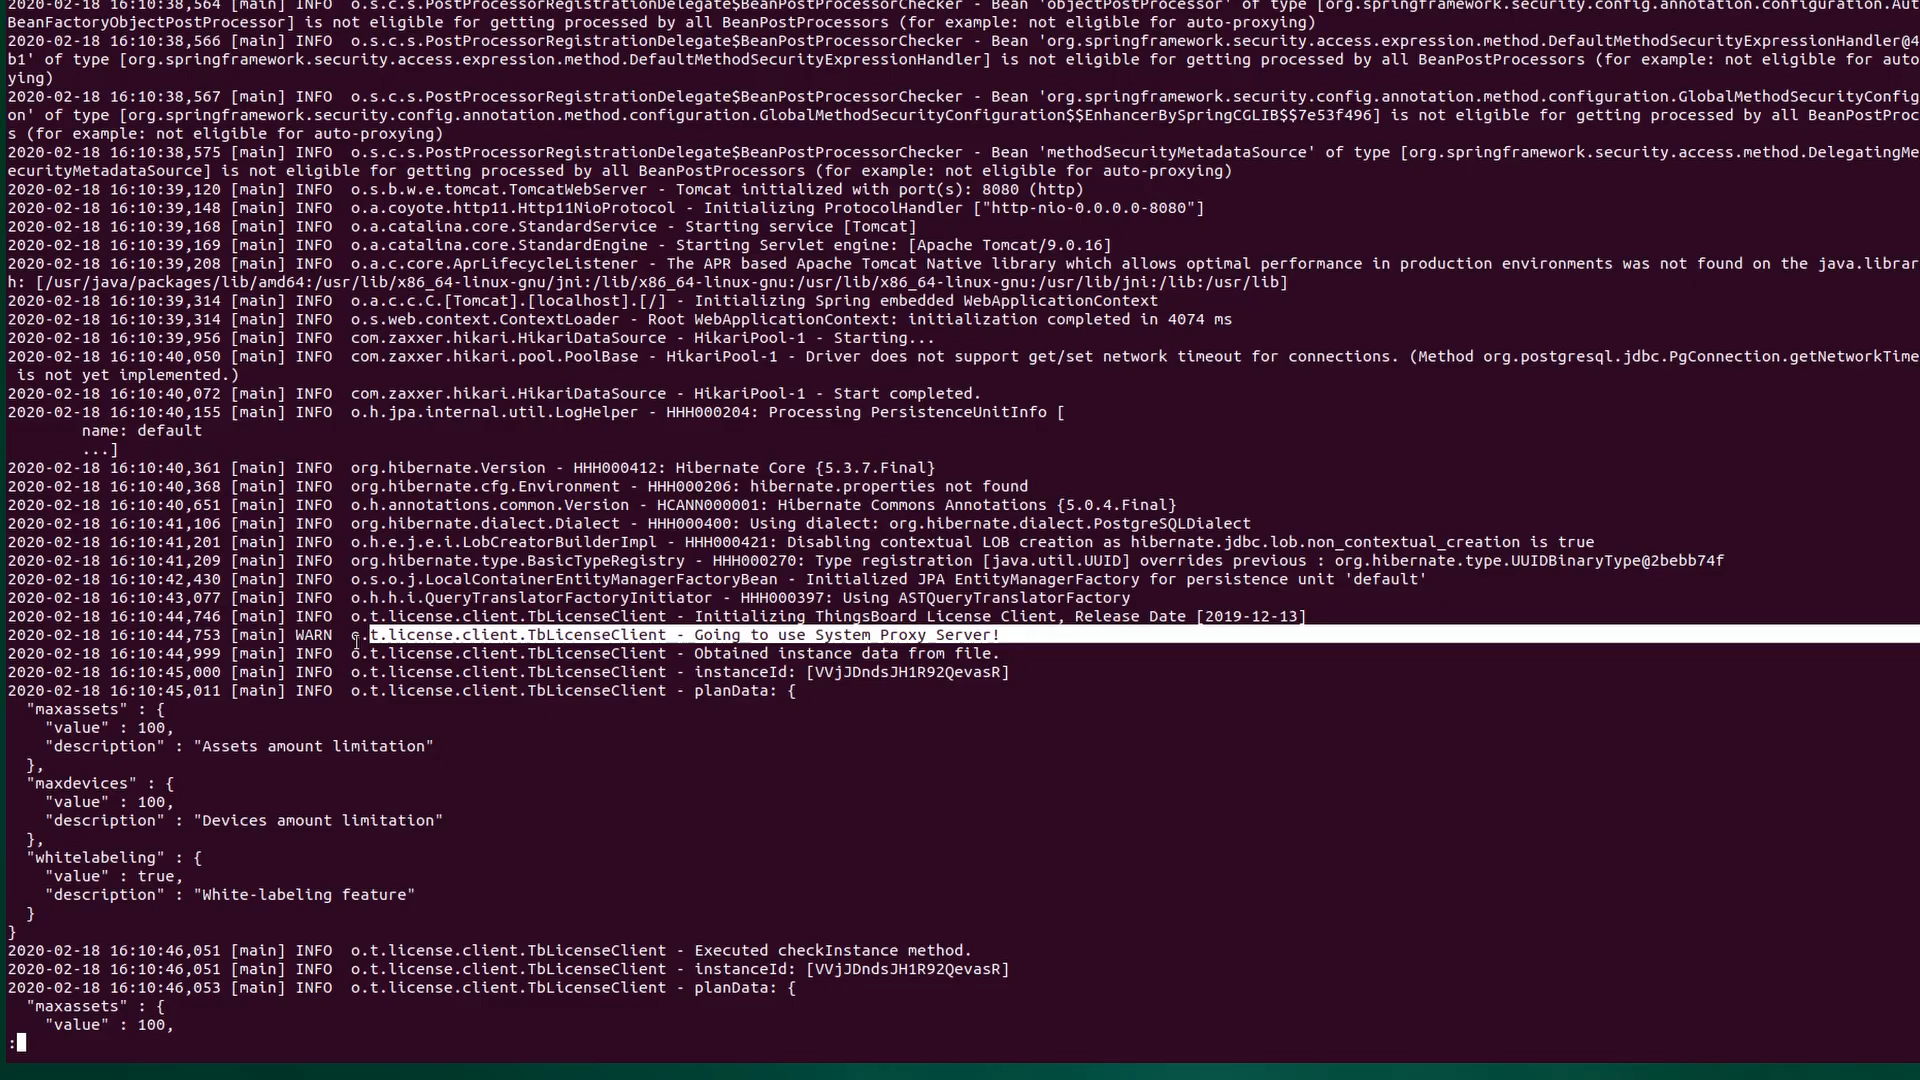 2020-02-18 16:10:38,564 [main] INFO  o.s.c.s.PostProcessorRegistrationDelegate$BeanPostProcessorChecker - Bean 'objectPostProcessor' of type [org.springframework.security.config.annotation.configuration.Aut
BeanFactoryObjectPostProcessor] is not eligible for getting processed by all BeanPostProcessors (for example: not eligible for auto-proxying)
2020-02-18 16:10:38,566 [main] INFO  o.s.c.s.PostProcessorRegistrationDelegate$BeanPostProcessorChecker - Bean 'org.springframework.security.access.expression.method.DefaultMethodSecurityExpressionHandler@4
b1' of type [org.springframework.security.access.expression.method.DefaultMethodSecurityExpressionHandler] is not eligible for getting processed by all BeanPostProcessors (for example: not eligible for auto
ying)
2020-02-18 16:10:38,567 [main] INFO  o.s.c.s.PostProcessorRegistrationDelegate$BeanPostProcessorChecker - Bean 'org.springframework.security.config.annotation.method.configuration.GlobalMethodSecurityConfig
on' of type [org.springframework.security.config.annotation.method.configuration.GlobalMethodSecurityConfiguration$$EnhancerBySpringCGLIB$$7e53f496] is not eligible for getting processed by all BeanPostProc
s (for example: not eligible for auto-proxying)
2020-02-18 16:10:38,575 [main] INFO  o.s.c.s.PostProcessorRegistrationDelegate$BeanPostProcessorChecker - Bean 'methodSecurityMetadataSource' of type [org.springframework.security.access.method.DelegatingMe
ecurityMetadataSource] is not eligible for getting processed by all BeanPostProcessors (for example: not eligible for auto-proxying)
2020-02-18 16:10:39,120 [main] INFO  o.s.b.w.e.tomcat.TomcatWebServer - Tomcat initialized with port(s): 8080 (http)
2020-02-18 16:10:39,148 [main] INFO  o.a.coyote.http11.Http11NioProtocol - Initializing ProtocolHandler ["http-nio-0.0.0.0-8080"]
2020-02-18 16:10:39,168 [main] INFO  o.a.catalina.core.StandardService - Starting service [Tomcat]
2020-02-18 16:10:39,169 [main] INFO  o.a.catalina.core.StandardEngine - Starting Servlet engine: [Apache Tomcat/9.0.16]
2020-02-18 16:10:39,208 [main] INFO  o.a.c.core.AprLifecycleListener - The APR based Apache Tomcat Native library which allows optimal performance in production environments was not found on the java.librar
h: [/usr/java/packages/lib/amd64:/usr/lib/x86_64-linux-gnu/jni:/lib/x86_64-linux-gnu:/usr/lib/x86_64-linux-gnu:/usr/lib/jni:/lib:/usr/lib]
2020-02-18 16:10:39,314 [main] INFO  o.a.c.c.C.[Tomcat].[localhost].[/] - Initializing Spring embedded WebApplicationContext
2020-02-18 16:10:39,314 [main] INFO  o.s.web.context.ContextLoader - Root WebApplicationContext: initialization completed in 4074 ms
2020-02-18 16:10:39,956 [main] INFO  com.zaxxer.hikari.HikariDataSource - HikariPool-1 - Starting...
2020-02-18 16:10:40,050 [main] INFO  com.zaxxer.hikari.pool.PoolBase - HikariPool-1 - Driver does not support get/set network timeout for connections. (Method org.postgresql.jdbc.PgConnection.getNetworkTime
 is not yet implemented.)
2020-02-18 16:10:40,072 [main] INFO  com.zaxxer.hikari.HikariDataSource - HikariPool-1 - Start completed.
2020-02-18 16:10:40,155 [main] INFO  o.h.jpa.internal.util.LogHelper - HHH000204: Processing PersistenceUnitInfo [
        name: default
        ...]
2020-02-18 16:10:40,361 [main] INFO  org.hibernate.Version - HHH000412: Hibernate Core {5.3.7.Final}
2020-02-18 16:10:40,368 [main] INFO  org.hibernate.cfg.Environment - HHH000206: hibernate.properties not found
2020-02-18 16:10:40,651 [main] INFO  o.h.annotations.common.Version - HCANN000001: Hibernate Commons Annotations {5.0.4.Final}
2020-02-18 16:10:41,106 [main] INFO  org.hibernate.dialect.Dialect - HHH000400: Using dialect: org.hibernate.dialect.PostgreSQLDialect
2020-02-18 16:10:41,201 [main] INFO  o.h.e.j.e.i.LobCreatorBuilderImpl - HHH000421: Disabling contextual LOB creation as hibernate.jdbc.lob.non_contextual_creation is true
2020-02-18 16:10:41,209 [main] INFO  org.hibernate.type.BasicTypeRegistry - HHH000270: Type registration [java.util.UUID] overrides previous : org.hibernate.type.UUIDBinaryType@2bebb74f
2020-02-18 16:10:42,430 [main] INFO  o.s.o.j.LocalContainerEntityManagerFactoryBean - Initialized JPA EntityManagerFactory for persistence unit 'default'
2020-02-18 16:10:43,077 [main] INFO  o.h.h.i.QueryTranslatorFactoryInitiator - HHH000397: Using ASTQueryTranslatorFactory
2020-02-18 16:10:44,746 [main] INFO  o.t.license.client.TbLicenseClient - Initializing ThingsBoard License Client, Release Date [2019-12-13]
2020-02-18 16:10:44,753 [main] WARN  o.t.license.client.TbLicenseClient - Going to use System Proxy Server!
2020-02-18 16:10:44,999 [main] INFO  o.t.license.client.TbLicenseClient - Obtained instance data from file.
2020-02-18 16:10:45,000 [main] INFO  o.t.license.client.TbLicenseClient - instanceId: [VVjJDndsJH1R92QevasR]
2020-02-18 16:10:45,011 [main] INFO  o.t.license.client.TbLicenseClient - planData: {
  "maxassets" : {
    "value" : 100,
    "description" : "Assets amount limitation"
  },
  "maxdevices" : {
    "value" : 100,
    "description" : "Devices amount limitation"
  },
  "whitelabeling" : {
    "value" : true,
    "description" : "White-labeling feature"
  }
}
2020-02-18 16:10:46,051 [main] INFO  o.t.license.client.TbLicenseClient - Executed checkInstance method.
2020-02-18 16:10:46,051 [main] INFO  o.t.license.client.TbLicenseClient - instanceId: [VVjJDndsJH1R92QevasR]
2020-02-18 16:10:46,053 [main] INFO  o.t.license.client.TbLicenseClient - planData: {
  "maxassets" : {
    "value" : 100,
: